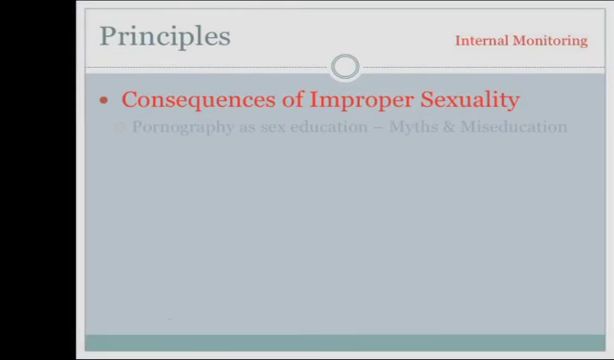 Principles
Internal Monitoring
• Consequences of Improper Sexuality
Pornography as sex education – Myths & Miseducation